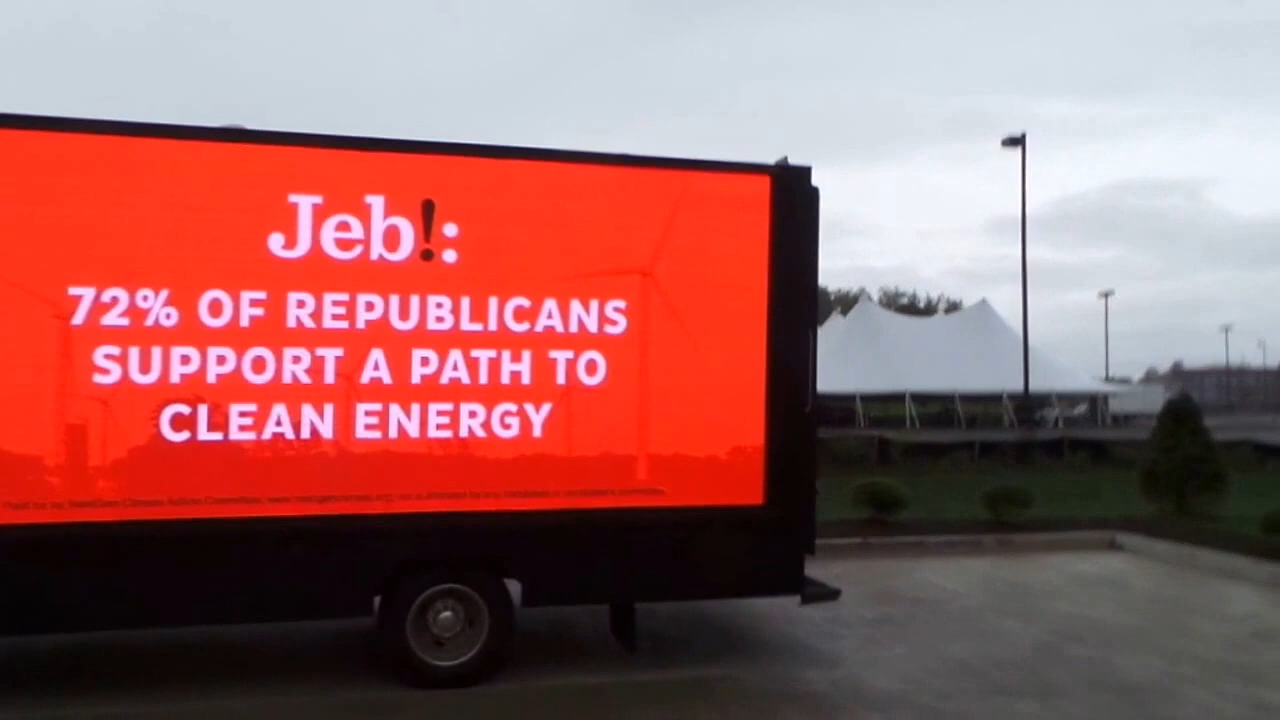 Jeb!:
72% OF REPUBLICANS
SUPPORT A PATH TO
CLEAN ENERGY